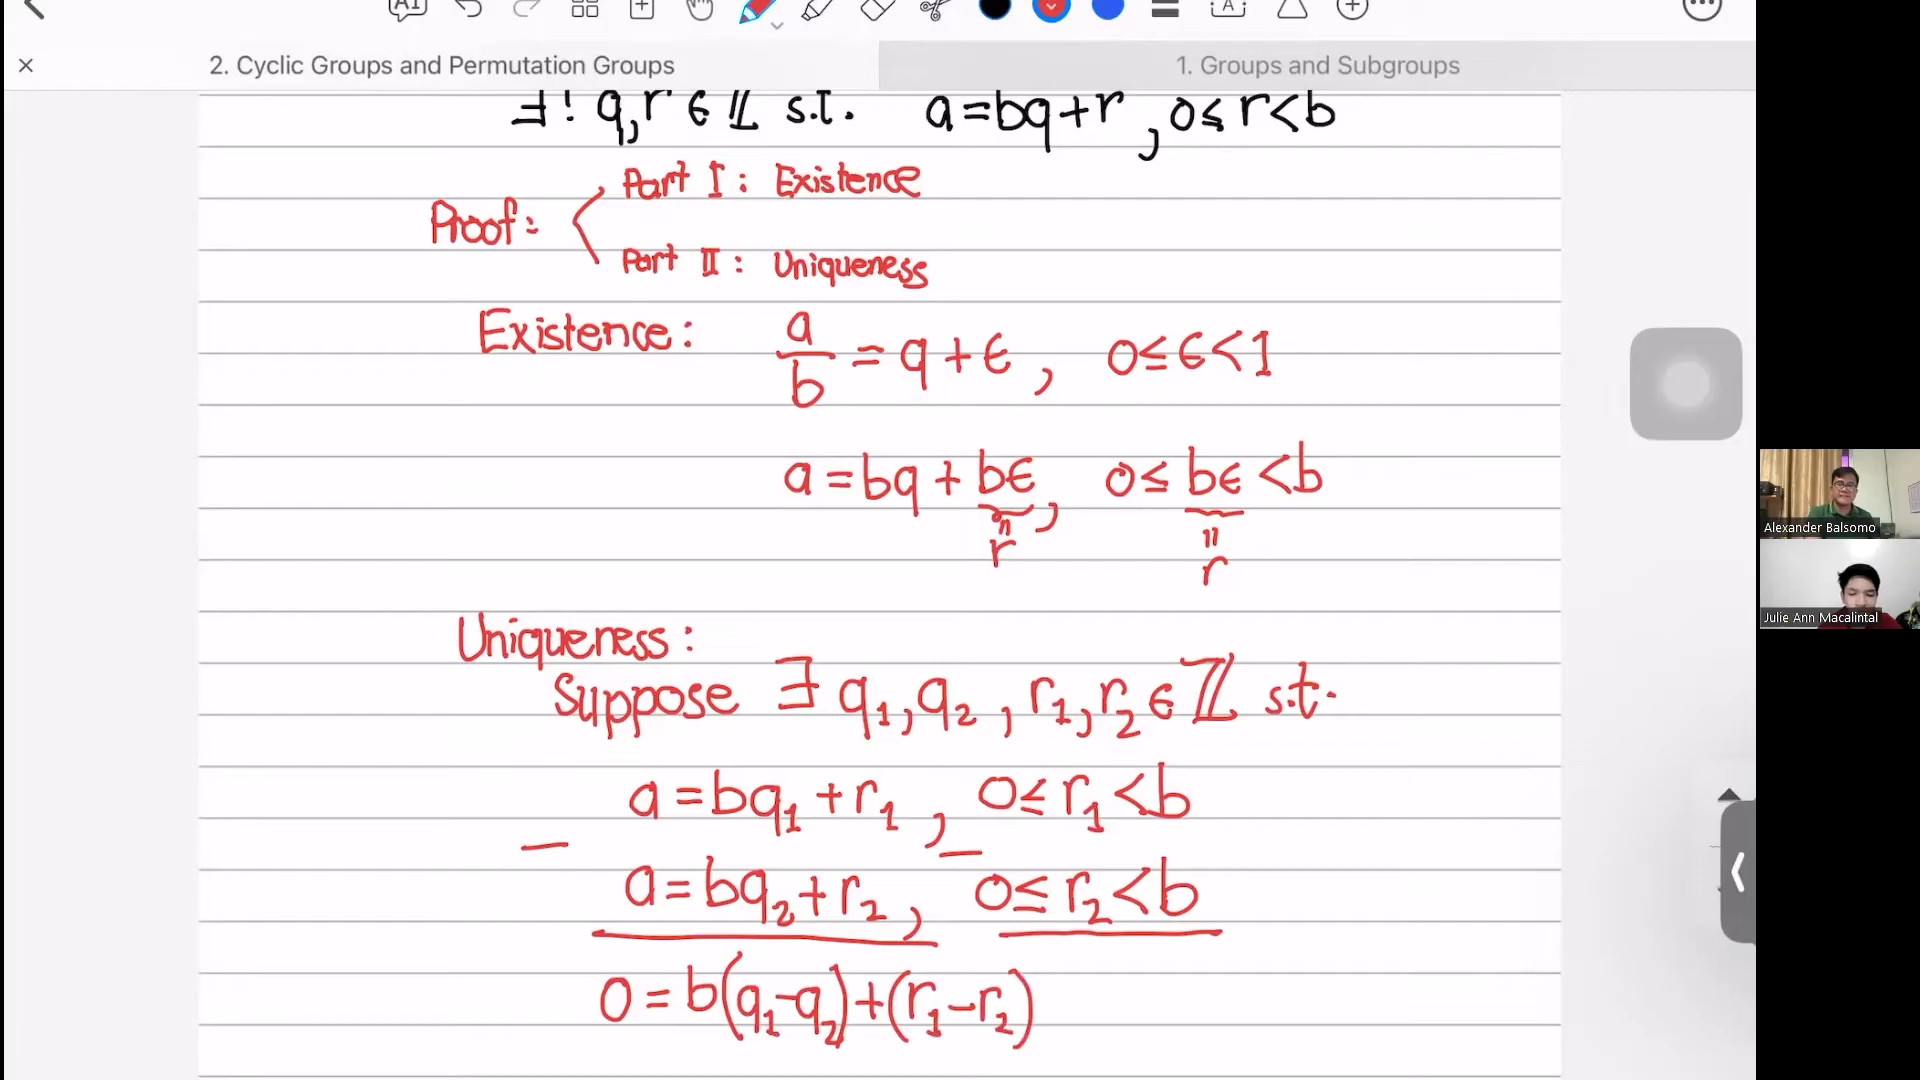 AI
A
2. Cyclic Groups and Permutation Groups
1. Groups and Subgroups
∃! q,r ∈ ℤ s.t. a=bq+r , 0≤r<b
Part I: Existence
Proof:
Part II: Uniqueness
Existence: a/b = q+ϵ , 0≤ϵ<1
a=bq+bϵ, 0≤bϵ<b
" r " r
Uniqueness:
Suppose ∃ q₁,q₂,r₁,r₂∈ℤ s.t.
a=bq₁+r₁, 0≤r₁<b
— —
a=bq₂+r₂, 0≤r₂<b
0=b(q₁-q₂)+(r₁-r₂)
Alexander Balsomo
Julie Ann Macalintal